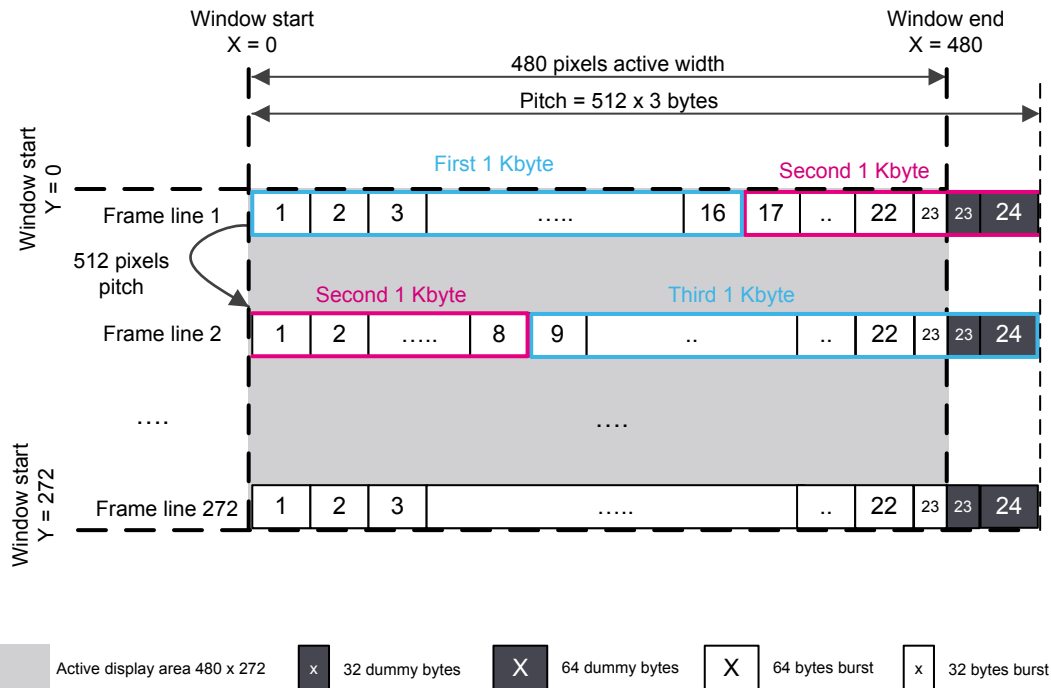 Window start
X = 0
Window end
X = 480
480 pixels active width
Pitch = 512 x 3 bytes
Window start
Y = 0
First 1 Kbyte
Second 1 Kbyte
Frame line 1
1 2 3 ..... 16 17 .. 22 23 23 24
512 pixels
pitch
Second 1 Kbyte
Third 1 Kbyte
Frame line 2
1 2 ..... 8 9 .. .. 22 23 23 24
.... ....
Window start
Y = 272
Frame line 272
1 2 3 ..... .. 22 23 23 24
Active display area 480 x 272
x 32 dummy bytes
X 64 dummy bytes
X 64 bytes burst
x 32 bytes burst